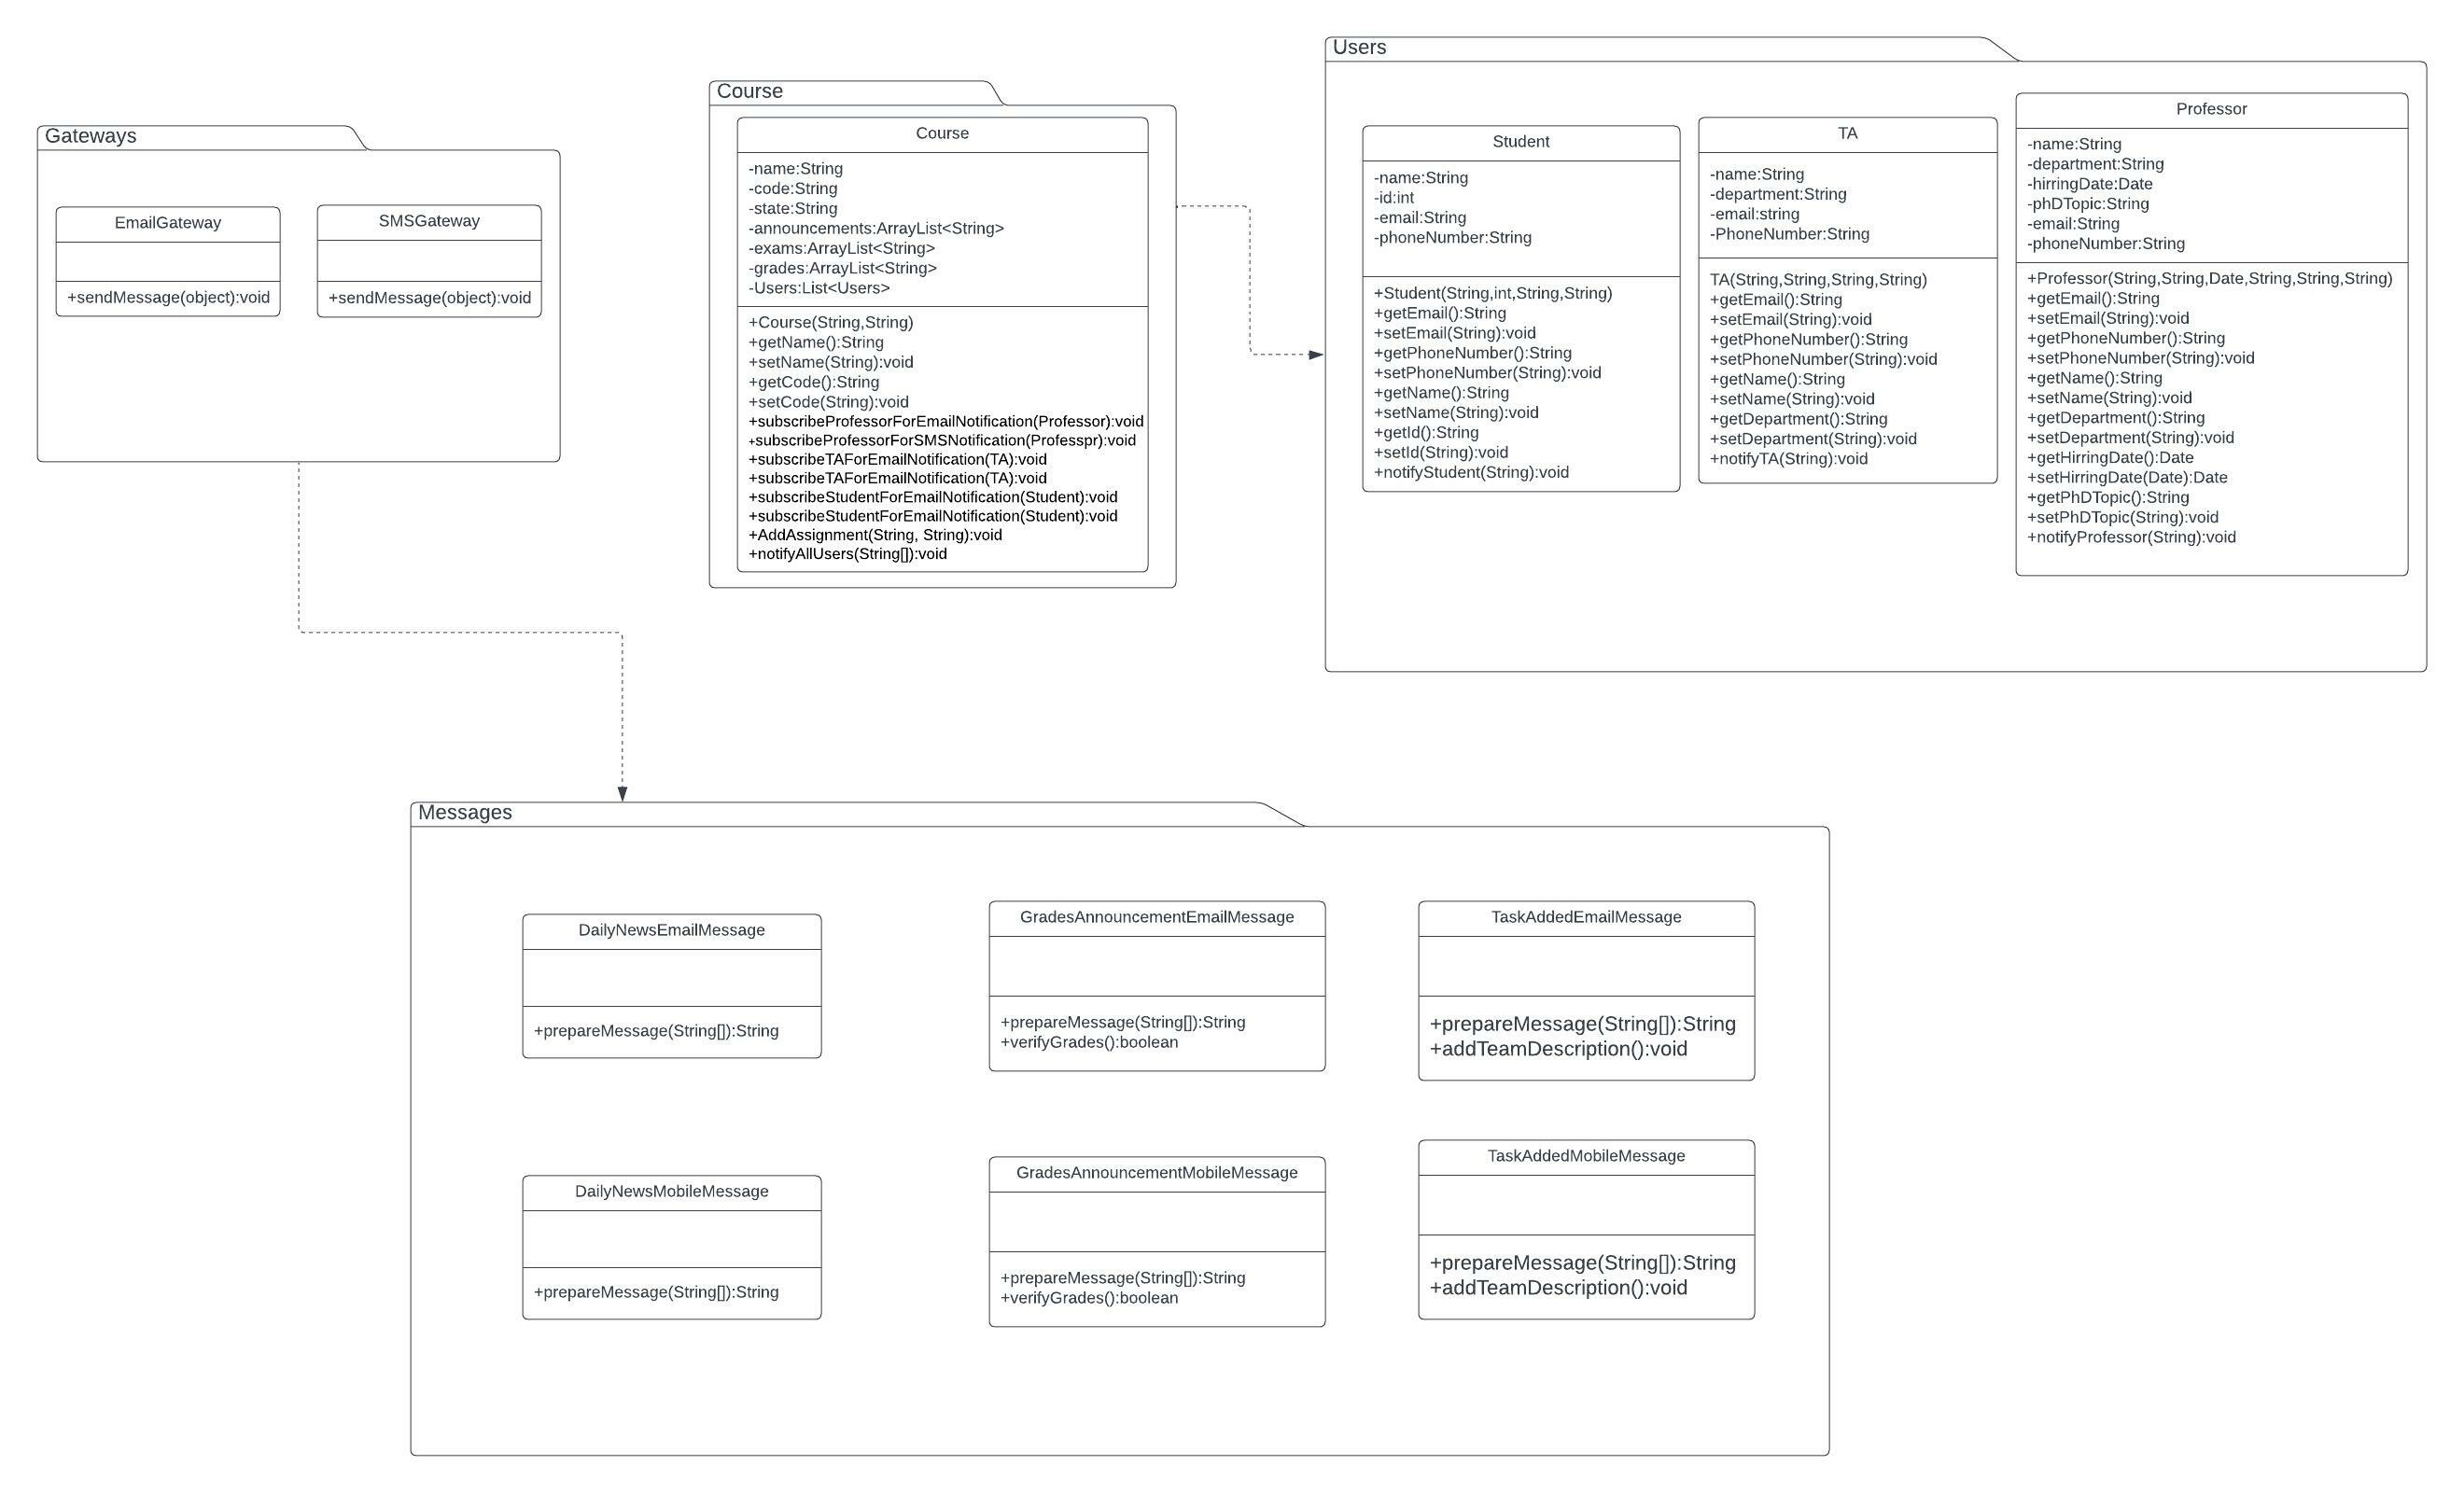 Users
Student
-name:String
-id:int
-email:String
-phoneNumber:String
+Student(String,int,String,String)
+getEmail():String
+setEmail(String):void
+getPhoneNumber():String
+setPhoneNumber(String):void
+getName():String
+setName(String):void
+getId():String
+setId(String):void
+notifyStudent(String):void
TA
-name:String
-department:String
-email:string
-PhoneNumber:String
TA(String,String,String,String)
+getEmail():String
+setEmail(String):void
+getPhoneNumber():String
+setPhoneNumber(String):void
+getName():String
+setName(String):void
+getDepartment():String
+setDepartment(String):void
+notifyTA(String):void
Professor
-name:String
-department:String
-hirringDate:Date
-phDTopic:String
-email:String
-phoneNumber:String
+Professor(String,String,Date,String,String,String)
+getEmail():String
+setEmail(String):void
+getPhoneNumber():String
+setPhoneNumber(String):void
+getName():String
+setName(String):void
+getDepartment():String
+setDepartment(String):void
+getHirringDate():Date
+setHirringDate(Date):Date
+getPhDTopic():String
+setPhDTopic(String):void
+notifyProfessor(String):void
Course
Course
-name:String
-code:String
-state:String
-announcements:ArrayList<String>
-exams:ArrayList<String>
-grades:ArrayList<String>
-Users:List<Users>
+Course(String,String)
+getName():String
+setName(String):void
+getCode():String
+setCode(String):void
+subscribeProfessorForEmailNotification(Professor):void
+subscribeProfessorForSMSNotification(Professpr):void
+subscribeTAForEmailNotification(TA):void
+subscribeTAForEmailNotification(TA):void
+subscribeStudentForEmailNotification(Student):void
+subscribeStudentForEmailNotification(Student):void
+AddAssignment(String, String):void
+notifyAllUsers(String[]):void
Gateways
EmailGateway
+sendMessage(object):void
SMSGateway
+sendMessage(object):void
Messages
DailyNewsEmailMessage
+prepareMessage(String[]):String
GradesAnnouncementEmailMessage
+prepareMessage(String[]):String
+verifyGrades():boolean
TaskAddedEmailMessage
+prepareMessage(String[]):String
+addTeamDescription():void
DailyNewsMobileMessage
+prepareMessage(String[]):String
GradesAnnouncementMobileMessage
+prepareMessage(String[]):String
+verifyGrades():boolean
TaskAddedMobileMessage
+prepareMessage(String[]):String
+addTeamDescription():void